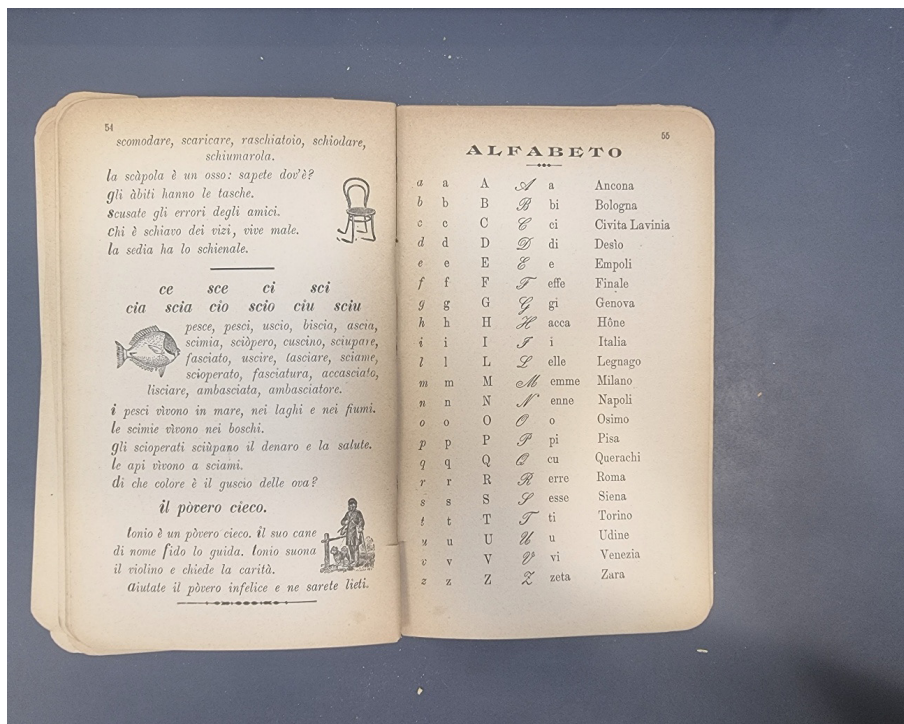 54
scomodare, scaricare, raschiatoio, schiodare,
schiumarola.
la scàpola è un osso: sapete dov'è?
gli àbiti hanno le tasche.
scusate gli errori degli amici.
chi è schiavo dei vizi, vive male.
la sedia ha lo schienale.
ce sce ci sci
cia scia cio scio ciu sciu
pesce, pesci, uscio, biscia, ascia,
scimia, sciòpero, cuscino, sciupare,
fasciato, uscire, lasciare, sciame,
scioperato, fasciatura, accasciato,
lisciare, ambasciata, ambasciatore.
i pesci vìvono in mare, nei laghi e nei fiumi.
le scimie vìvono nei boschi.
gli scioperati sciùpano il denaro e la salute.
le api vìvono a sciami.
di che colore è il guscio delle ova?
il pòvero cieco.
tonio è un pòvero cieco. il suo cane
di nome fido lo guida. tonio suona
il violino e chiede la carità.
aiutate il pòvero infelice e ne sarete lieti.
55
ALFABETO
a a A A a Ancona
b b B B bi Bologna
c c C C ci Civita Lavinia
d d D D di Desìo
e e E E e Empoli
f f F F effe Finale
g g G G gi Genova
h h H H acca Hône
i i I I i Italia
l l L L elle Legnago
m m M M emme Milano
n n N N enne Napoli
o o O O o Osimo
p p P P pi Pisa
q q Q Q cu Querachi
r r R R erre Roma
s s S S esse Siena
t t T T ti Torino
u u U U u Udine
v v V V vi Venezia
z z Z Z zeta Zara